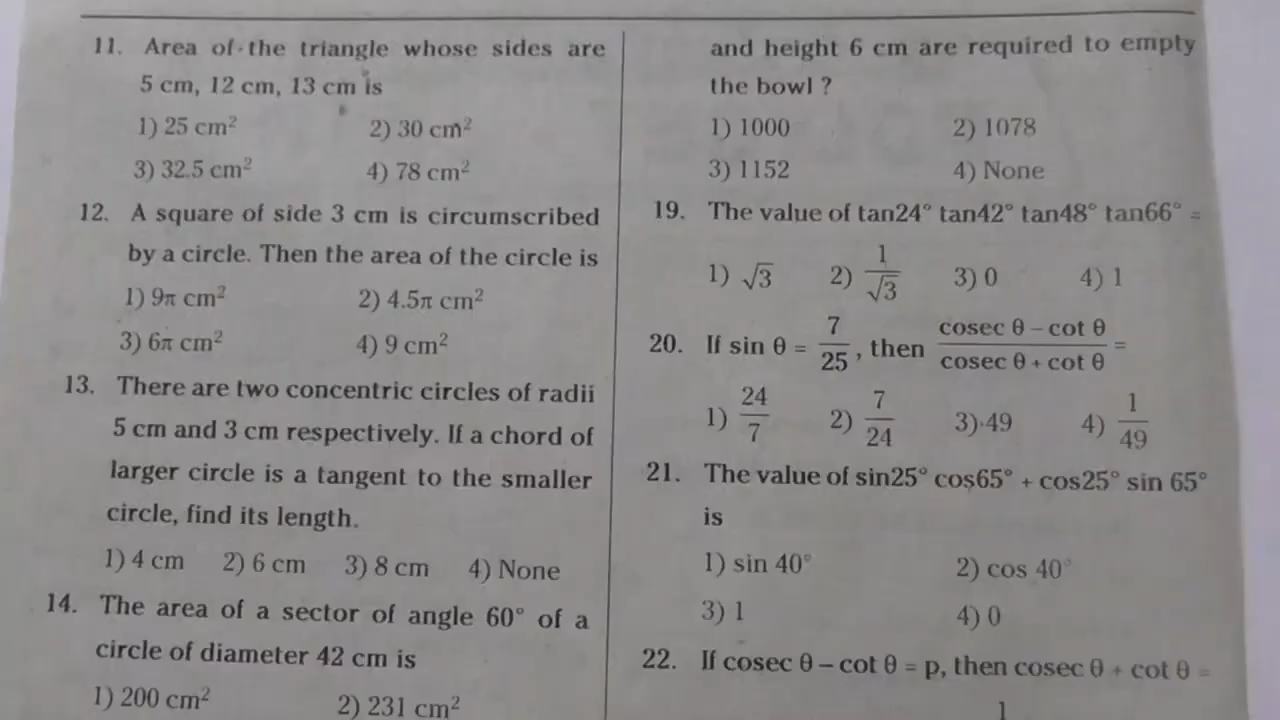 11. Area of the triangle whose sides are
5 cm, 12 cm, 13 cm is
1) 25 cm² 2) 30 cm²
3) 32.5 cm² 4) 78 cm²
12. A square of side 3 cm is circumscribed
by a circle. Then the area of the circle is
1) 9π cm² 2) 4.5π cm²
3) 6π cm² 4) 9 cm²
13. There are two concentric circles of radii
5 cm and 3 cm respectively. If a chord of
larger circle is a tangent to the smaller
circle, find its length.
1) 4 cm 2) 6 cm 3) 8 cm 4) None
14. The area of a sector of angle 60° of a
circle of diameter 42 cm is
1) 200 cm² 2) 231 cm²
and height 6 cm are required to empty
the bowl ?
1) 1000 2) 1078
3) 1152 4) None
19. The value of tan24° tan42° tan48° tan66° =
1) √3 2) 1/√3 3) 0 4) 1
20. If sin θ = 7/25, then (cosec θ – cot θ)/(cosec θ + cot θ) =
1) 24/7 2) 7/24 3) 49 4) 1/49
21. The value of sin25° cos65° + cos25° sin 65°
is
1) sin 40° 2) cos 40°
3) 1 4) 0
22. If cosec θ – cot θ = p, then cosec θ + cot θ =
1